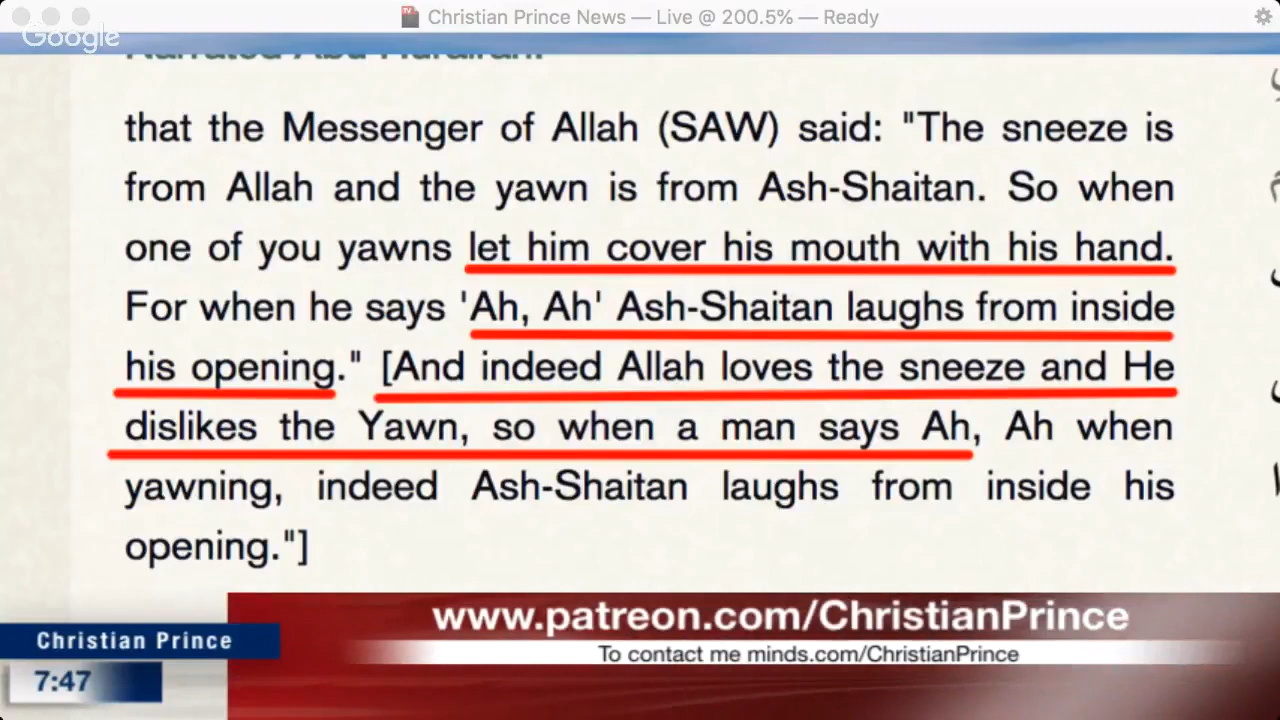 Christian Prince News — Live @ 200.5% — Ready
Google
Narrated Abu Hurairah:
that the Messenger of Allah (SAW) said: "The sneeze is
from Allah and the yawn is from Ash-Shaitan. So when
one of you yawns let him cover his mouth with his hand.
For when he says 'Ah, Ah' Ash-Shaitan laughs from inside
his opening." [And indeed Allah loves the sneeze and He
dislikes the Yawn, so when a man says Ah, Ah when
yawning, indeed Ash-Shaitan laughs from inside his
opening."]
www.patreon.com/ChristianPrince
Christian Prince
To contact me minds.com/ChristianPrince
7:47